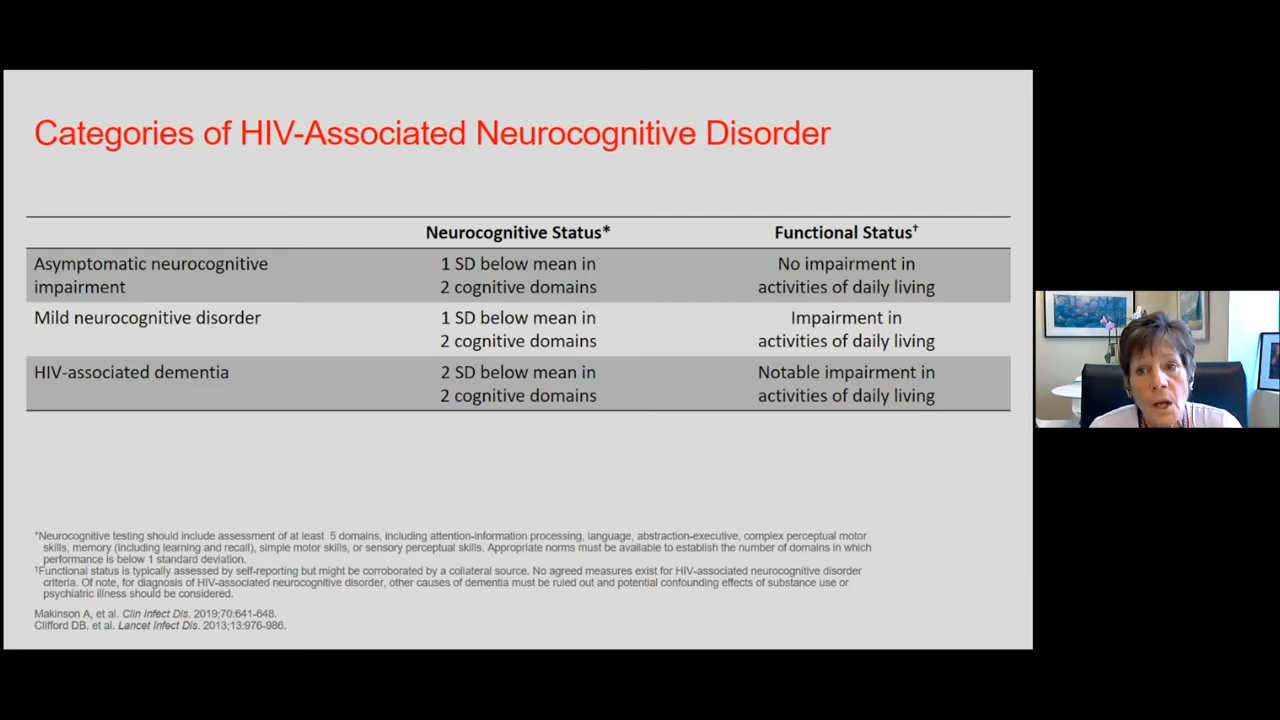 Categories of HIV-Associated Neurocognitive Disorder
Neurocognitive Status* Functional Status†
Asymptomatic neurocognitive 1 SD below mean in No impairment in
impairment 2 cognitive domains activities of daily living
Mild neurocognitive disorder 1 SD below mean in Impairment in
2 cognitive domains activities of daily living
HIV-associated dementia 2 SD below mean in Notable impairment in
2 cognitive domains activities of daily living
*Neurocognitive testing should include assessment of at least 5 domains, including attention-information processing, language, abstraction-executive, complex perceptual motor
skills, memory (including learning and recall), simple motor skills, or sensory perceptual skills. Appropriate norms must be available to establish the number of domains in which
performance is below 1 standard deviation.
†Functional status is typically assessed by self-reporting but might be corroborated by a collateral source. No agreed measures exist for HIV-associated neurocognitive disorder
criteria. Of note, for diagnosis of HIV-associated neurocognitive disorder, other causes of dementia must be ruled out and potential confounding effects of substance use or
psychiatric illness should be considered.
Makinson A, et al. Clin Infect Dis. 2019;70:641-648.
Clifford DB, et al. Lancet Infect Dis. 2013;13:976-986.